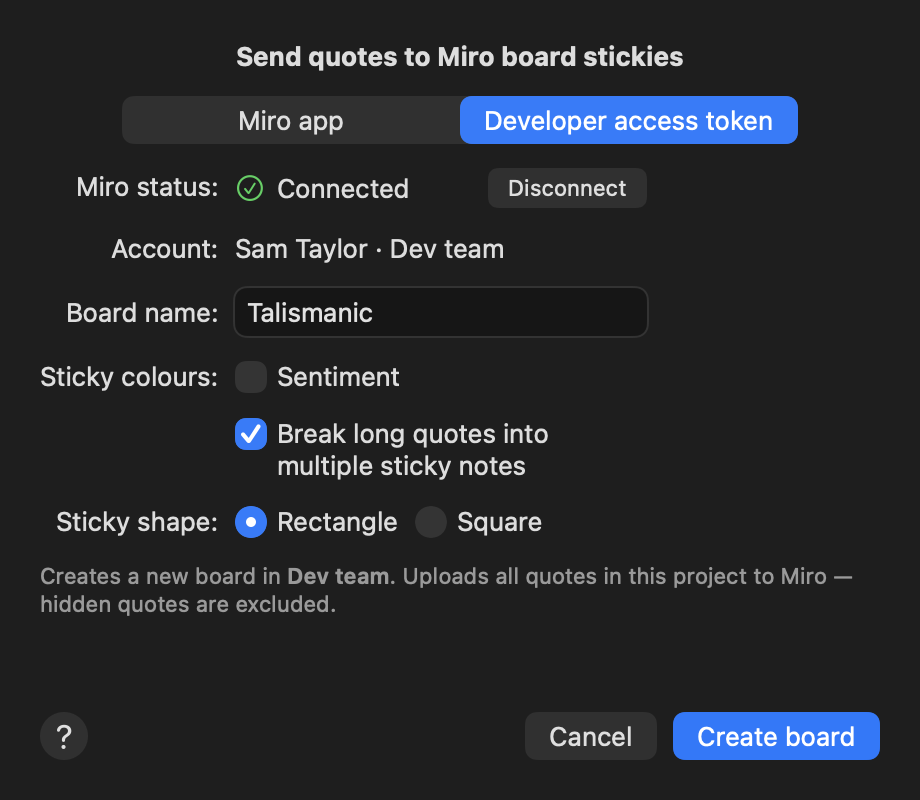 Send quotes to Miro board stickies
Miro app
Developer access token
Miro status:
Connected
Disconnect
Account:
Sam Taylor · Dev team
Board name:
Talismanic
Sticky colours:
Sentiment
Break long quotes into
multiple sticky notes
Sticky shape:
Rectangle
Square
Creates a new board in Dev team. Uploads all quotes in this project to Miro —
hidden quotes are excluded.
?
Cancel
Create board